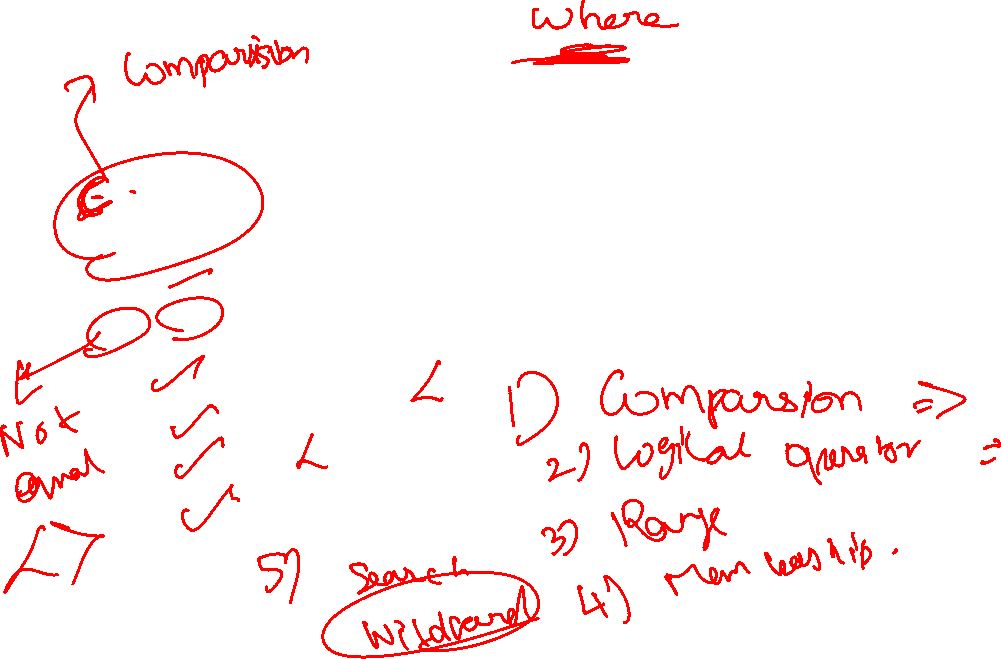 where
Comparision
Not
equal
<>
<
<
1) Comparsion =>
2) Logical operator =
3) Range
4) Membership.
5) Search
Wildcard